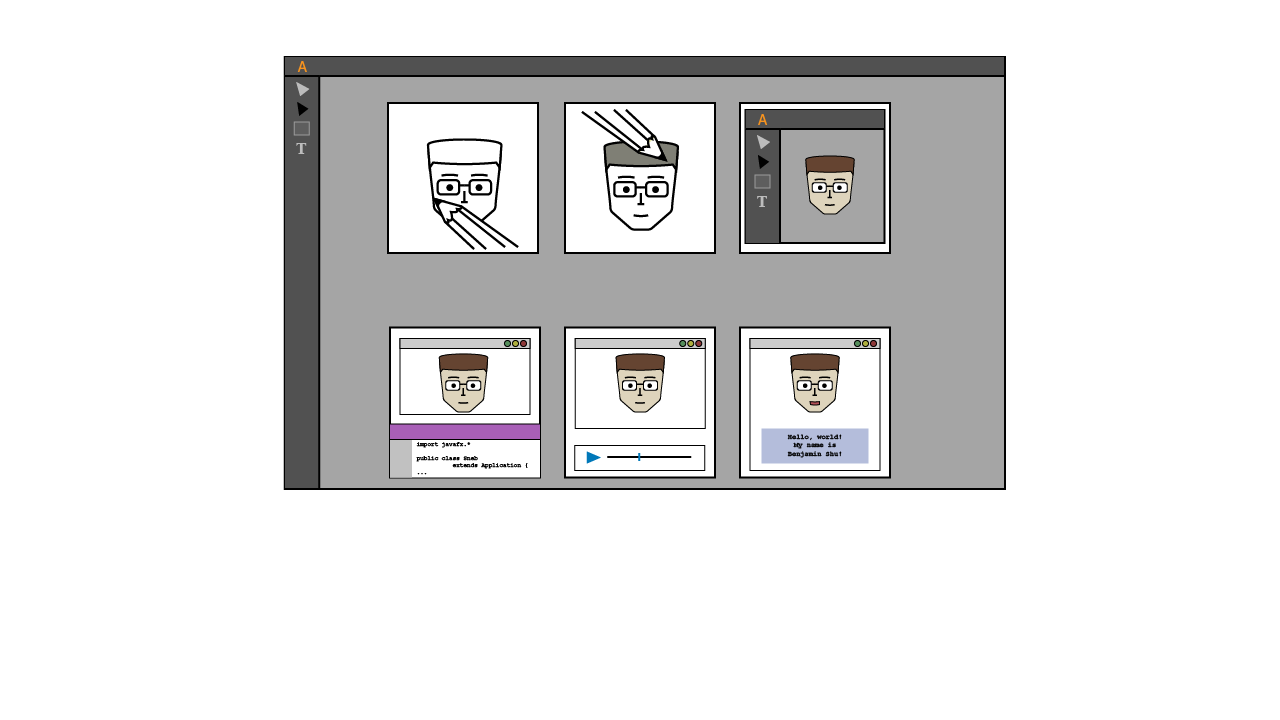 A
T
A
T
import javafx.*
public class Snab
extends Application {
...
Hello, world!
My name is
Benjamin Shu!